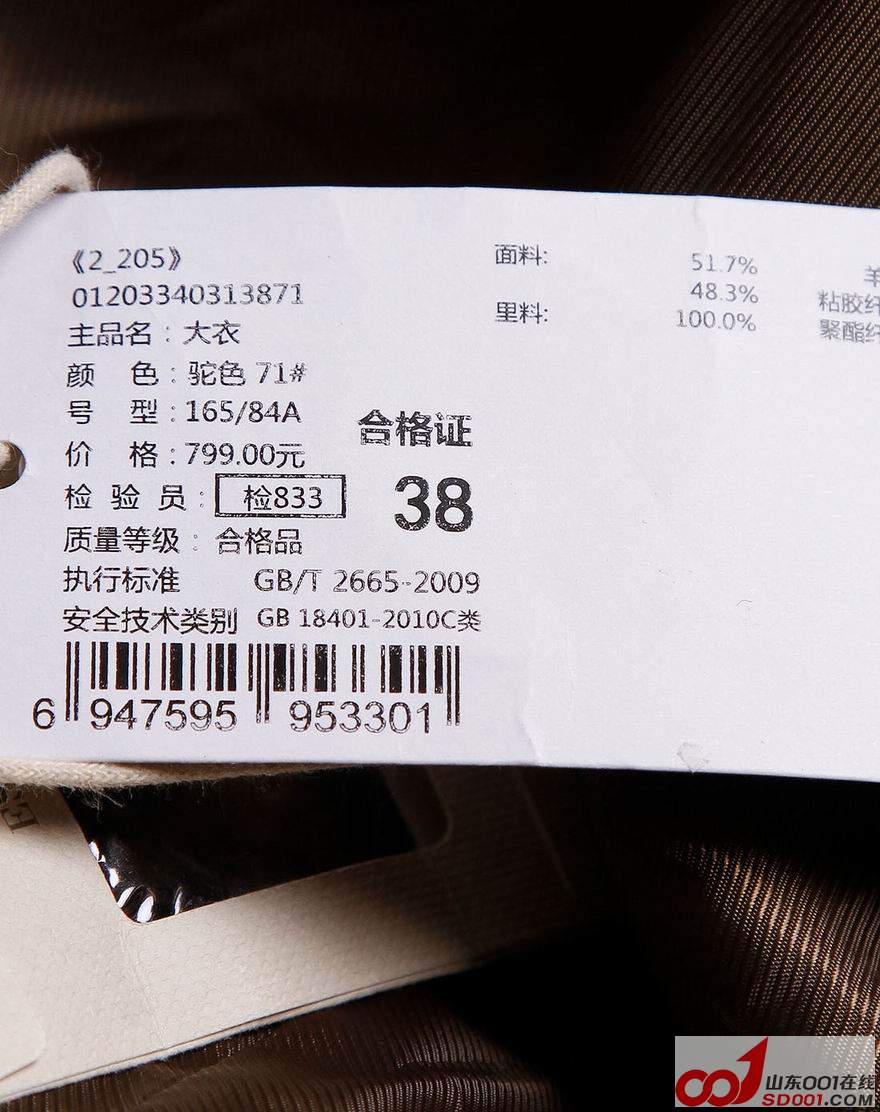 《2_205》
01203340313871
主品名：大衣
颜 色：驼色 71#
号 型：165/84A
价 格：799.00元
检 验 员：检833
质量等级：合格品
执行标准 GB/T 2665-2009
安全技术类别 GB 18401-2010C类
6 947595 953301
合格证
38
面料: 51.7% 羊
48.3% 粘胶纤
里料: 100.0% 聚酯纤
山东001在线
SD001.COM